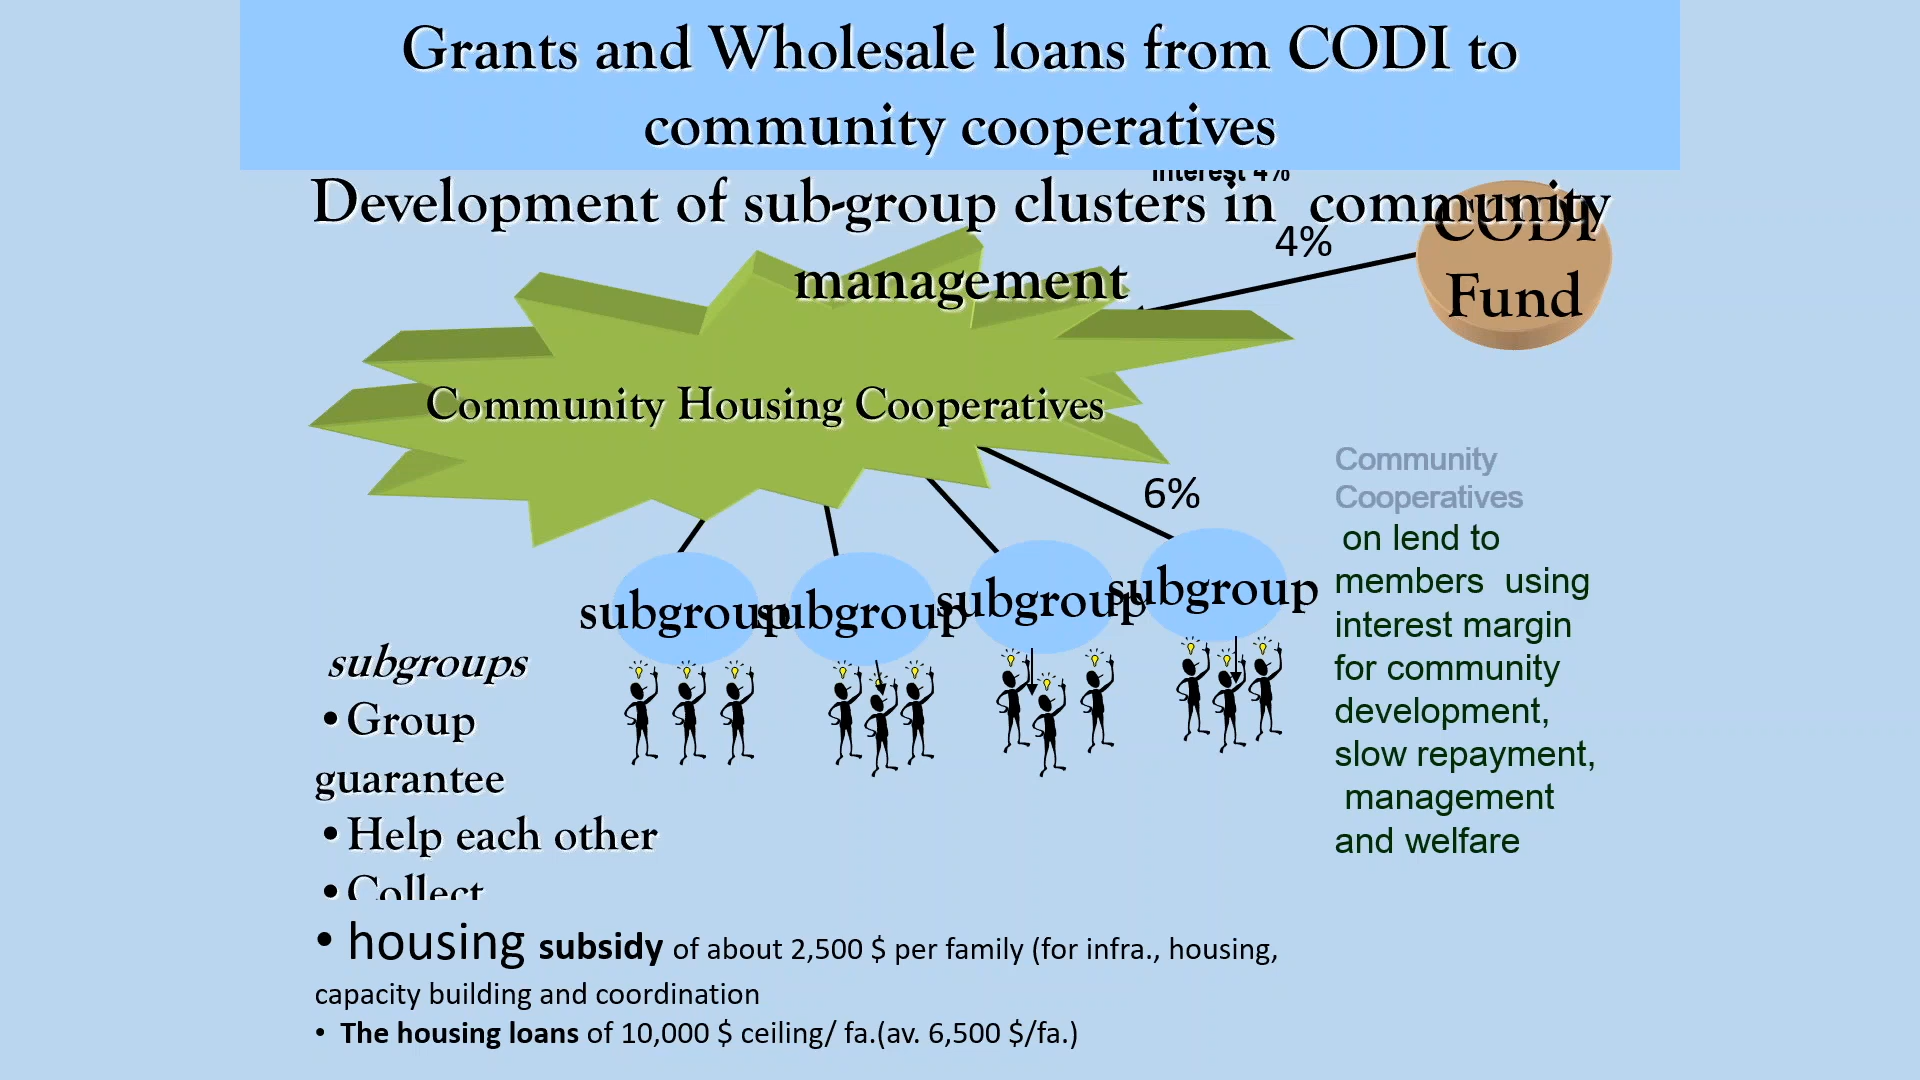 Grants and Wholesale loans from CODI to
community cooperatives
Interest 4%
Development of sub-group clusters in community
management
4%
CODI
Fund
Community Housing Cooperatives
6%
Community
Cooperatives
on lend to
members using
interest margin
for community
development,
slow repayment,
management
and welfare
subgroup
subgroup
subgroup
subgroup
subgroups
• Group
guarantee
• Help each other
• Collect
• housing subsidy of about 2,500 $ per family (for infra., housing,
capacity building and coordination
• The housing loans of 10,000 $ ceiling/ fa.(av. 6,500 $/fa.)